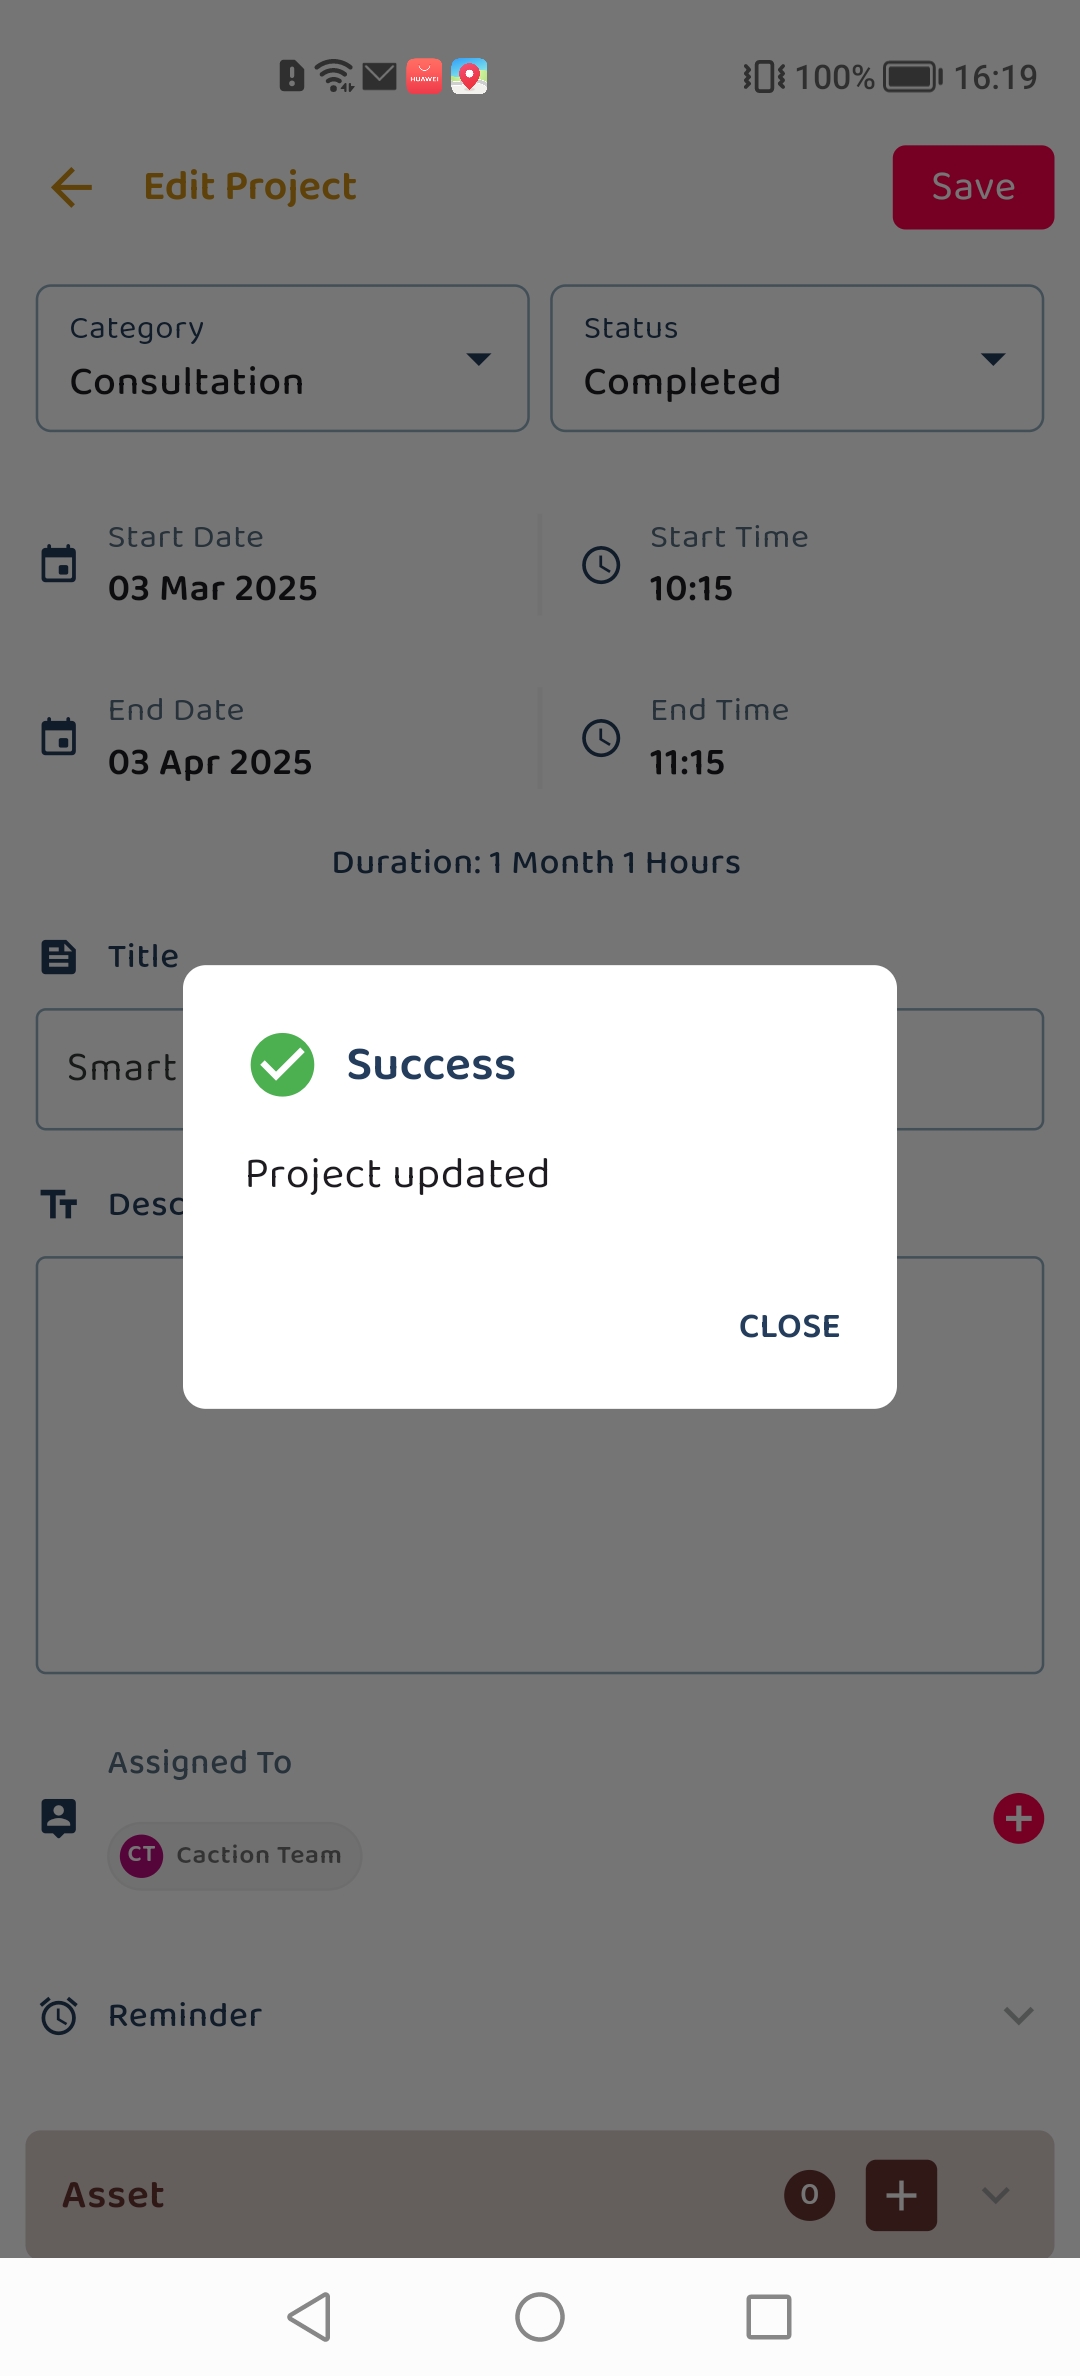 HUAWEI 100% 16:19
Edit Project Save
Category
Consultation
Status
Completed
Start Date
03 Mar 2025
Start Time
10:15
End Date
03 Apr 2025
End Time
11:15
Duration: 1 Month 1 Hours
Title
Smart
Success
Project updated
Desc
CLOSE
Assigned To
CT Caction Team
Reminder
Asset 0